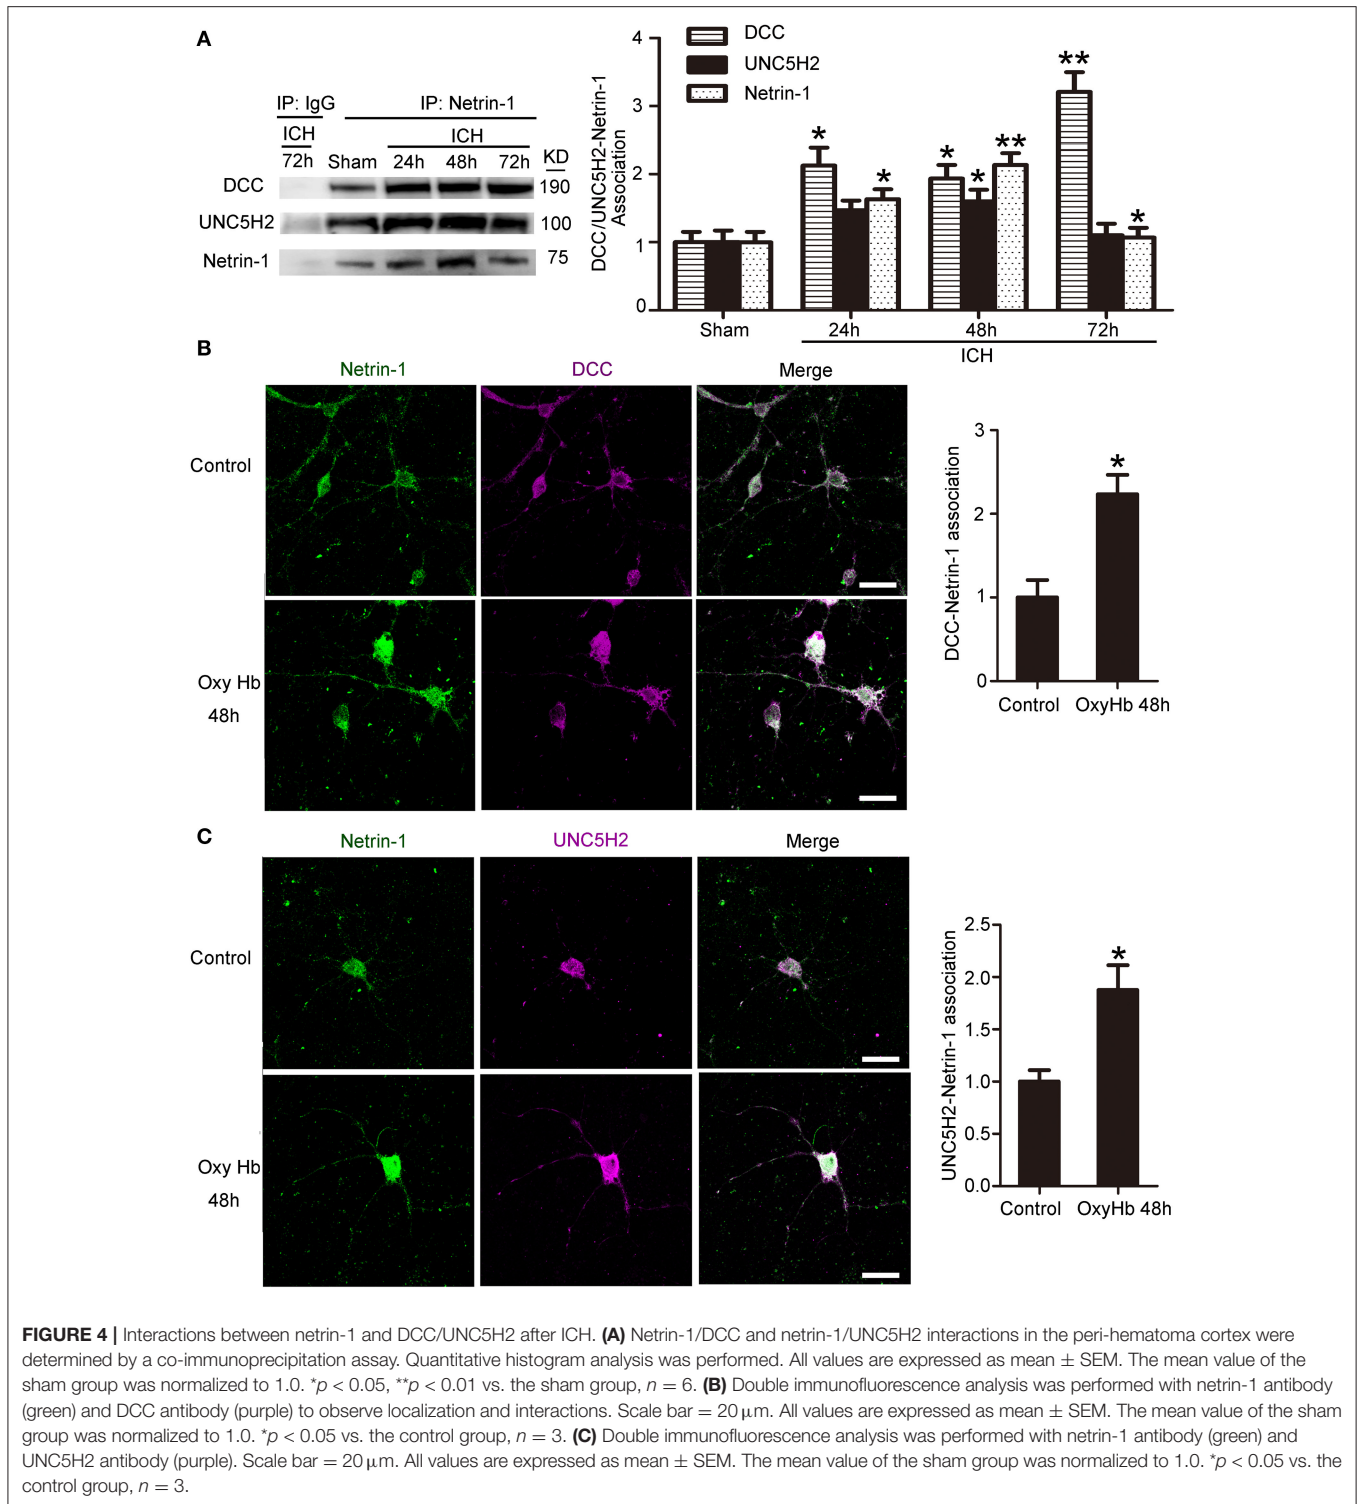 A
IP: IgG
IP: Netrin-1
ICH
ICH
72h Sham 24h 48h 72h KD
DCC 190
UNC5H2 100
Netrin-1 75
DCC/UNC5H2-Netrin-1
Association
4
3
2
1
0
DCC
UNC5H2
Netrin-1
* * * * ** ** *
Sham 24h 48h 72h
ICH
B
Netrin-1 DCC Merge
Control
Oxy Hb
48h
DCC-Netrin-1 association
3
2
1
0
*
Control OxyHb 48h
C
Netrin-1 UNC5H2 Merge
Control
Oxy Hb
48h
UNC5H2-Netrin-1 association
2.5
2.0
1.5
1.0
0.5
0.0
*
Control OxyHb 48h
FIGURE 4 | Interactions between netrin-1 and DCC/UNC5H2 after ICH. (A) Netrin-1/DCC and netrin-1/UNC5H2 interactions in the peri-hematoma cortex were
determined by a co-immunoprecipitation assay. Quantitative histogram analysis was performed. All values are expressed as mean ± SEM. The mean value of the
sham group was normalized to 1.0. *p < 0.05, **p < 0.01 vs. the sham group, n = 6. (B) Double immunofluorescence analysis was performed with netrin-1 antibody
(green) and DCC antibody (purple) to observe localization and interactions. Scale bar = 20 μm. All values are expressed as mean ± SEM. The mean value of the sham
group was normalized to 1.0. *p < 0.05 vs. the control group, n = 3. (C) Double immunofluorescence analysis was performed with netrin-1 antibody (green) and
UNC5H2 antibody (purple). Scale bar = 20 μm. All values are expressed as mean ± SEM. The mean value of the sham group was normalized to 1.0. *p < 0.05 vs. the
control group, n = 3.